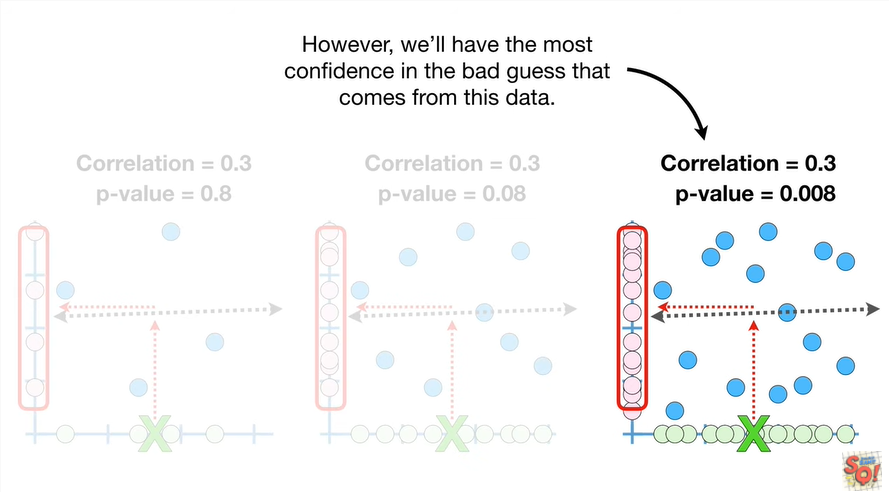 However, we’ll have the most
confidence in the bad guess that
comes from this data.
Correlation = 0.3
p-value = 0.8
Correlation = 0.3
p-value = 0.08
Correlation = 0.3
p-value = 0.008
X
X
X
SQ!